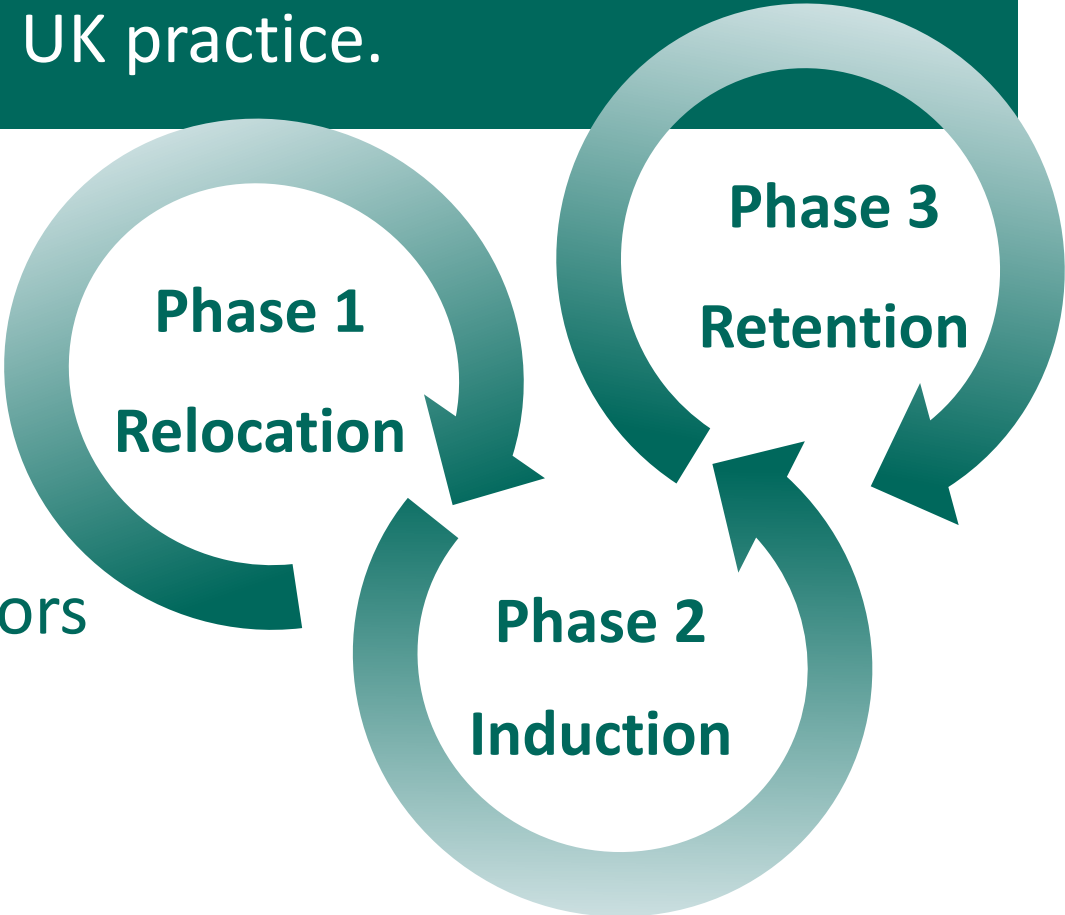 UK practice.
Phase 1
Relocation
Phase 3
Retention
ors
Phase 2
Induction